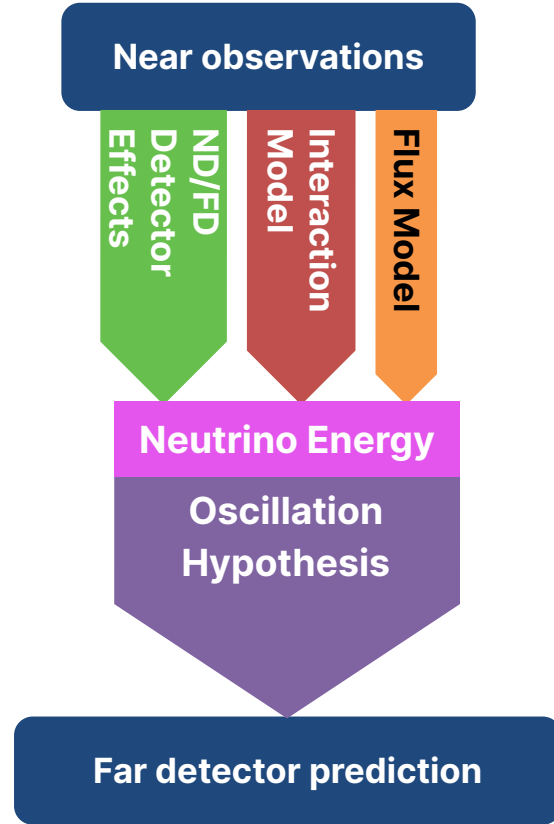 Near observations
ND/FD
Detector
Effects
Interaction
Model
Flux Model
Neutrino Energy
Oscillation
Hypothesis
Far detector prediction